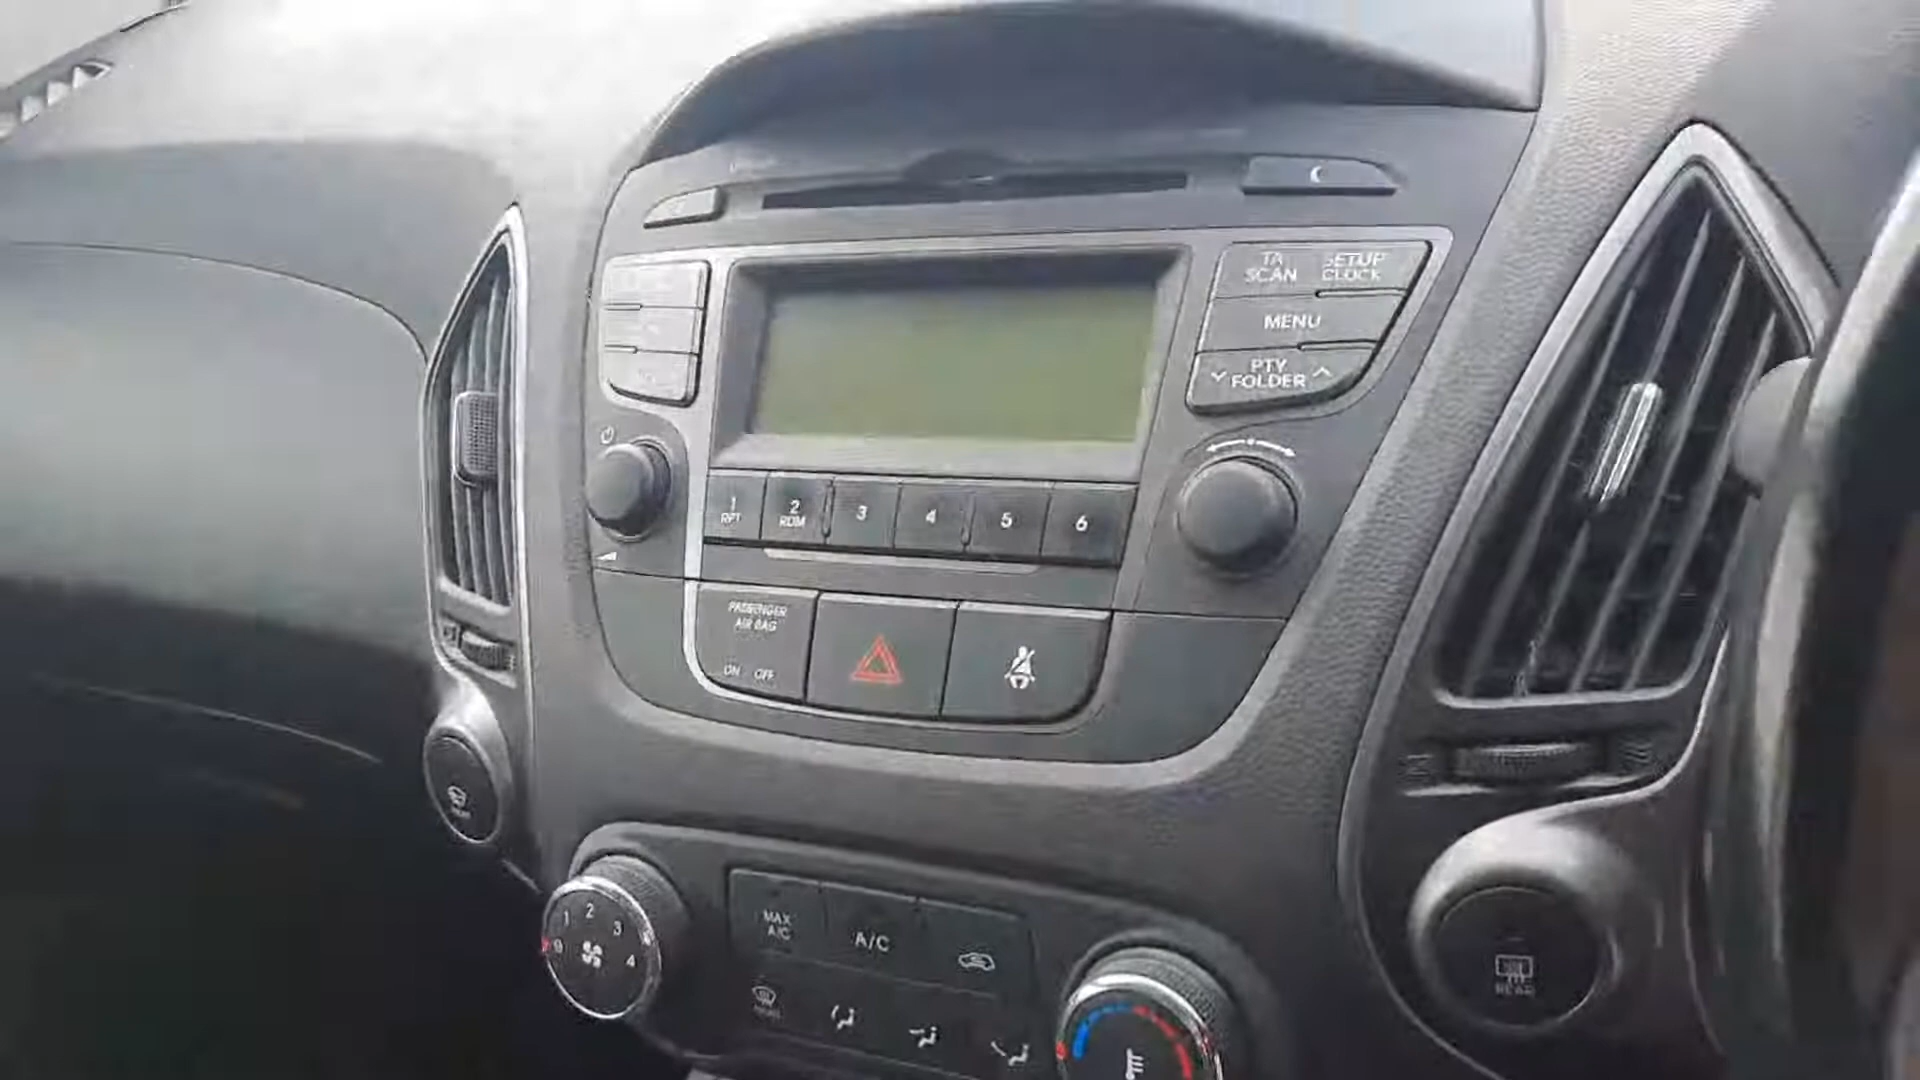 TA
SCAN
SETUP
CLOCK
MENU
PTY
FOLDER
1
RPT
2
RDM
3
4
5
6
PASSENGER
AIR BAG
ON OFF
0 1 2 3 4
MAX
A/C
A/C
REAR